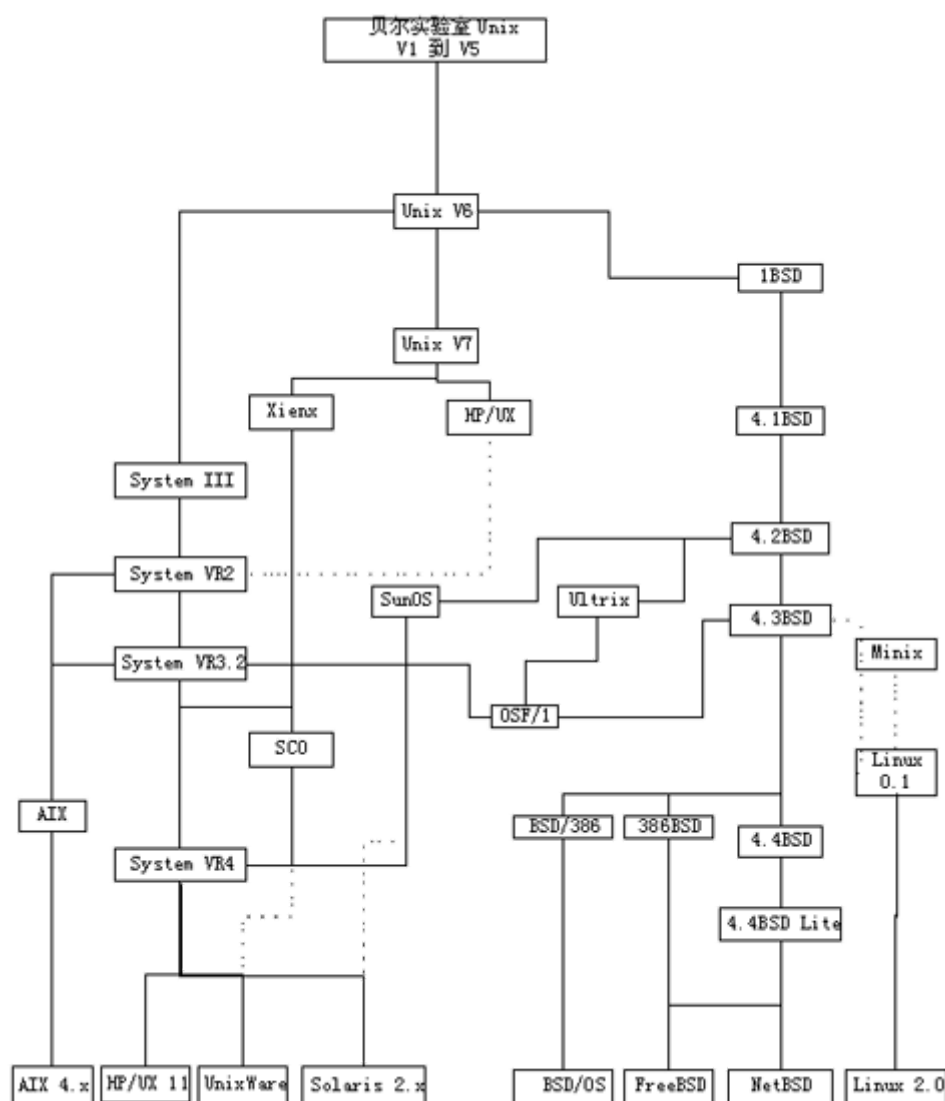 贝尔实验室 Unix
V1 到 V5
Unix V6
1BSD
Unix V7
Xienx
HP/UX
4.1BSD
System III
4.2BSD
System VR2
SunOS
Ultrix
4.3BSD
System VR3.2
Minix
OSF/1
SCO
Linux
0.1
AIX
BSD/386
386BSD
4.4BSD
System VR4
4.4BSD Lite
AIX 4.x
HP/UX 11
UnixWare
Solaris 2.x
BSD/OS
FreeBSD
NetBSD
Linux 2.0